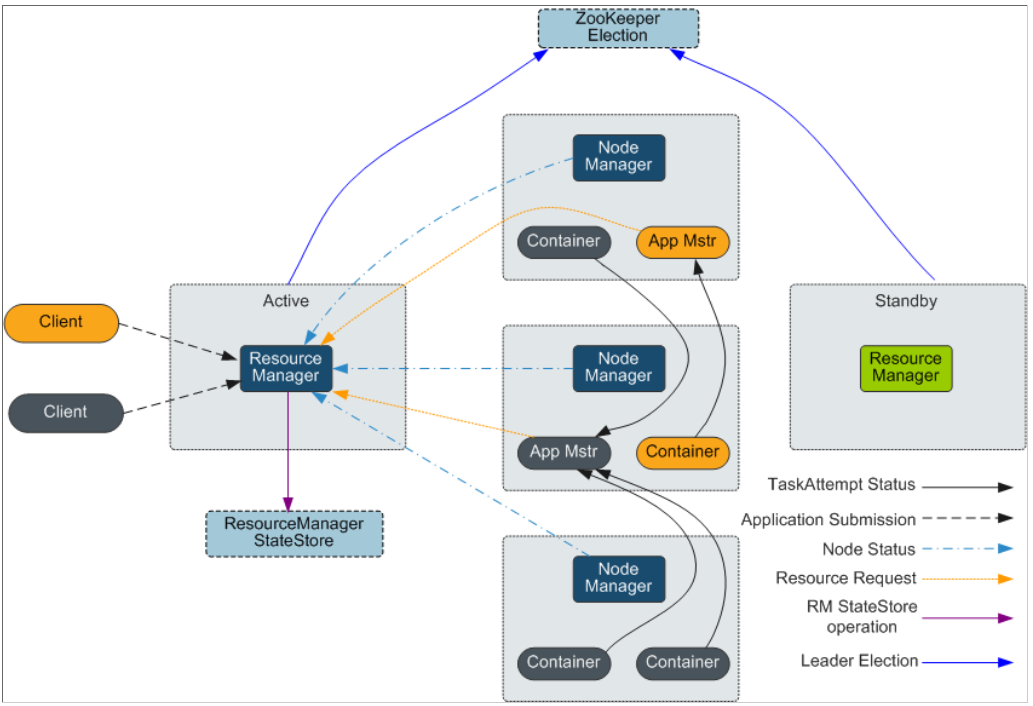 ZooKeeper
Election
Node
Manager
Container
App Mstr
Active
Standby
Client
Resource
Manager
Node
Manager
Resource
Manager
Client
App Mstr
Container
TaskAttempt Status
ResourceManager
StateStore
Application Submission
Node Status
Node
Manager
Resource Request
RM StateStore
operation
Container
Container
Leader Election